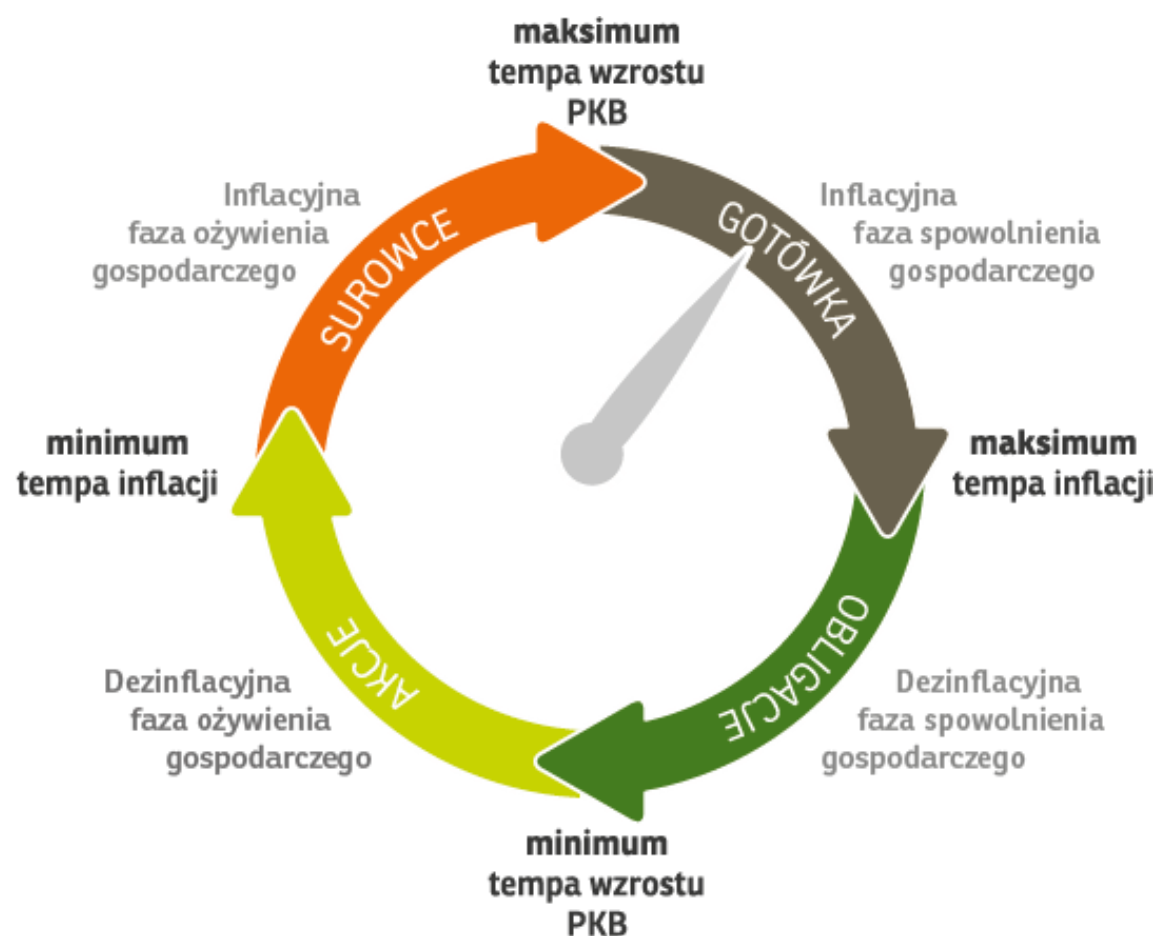 maksimum
tempa wzrostu
PKB
Inflacyjna
faza ożywienia
gospodarczego
SUROWCE
GOTÓWKA
Inflacyjna
faza spowolnienia
gospodarczego
minimum
tempa inflacji
maksimum
tempa inflacji
Dezinflacyjna
faza ożywienia
gospodarczego
AKCJE
OBLIGACJE
Dezinflacyjna
faza spowolnienia
gospodarczego
minimum
tempa wzrostu
PKB